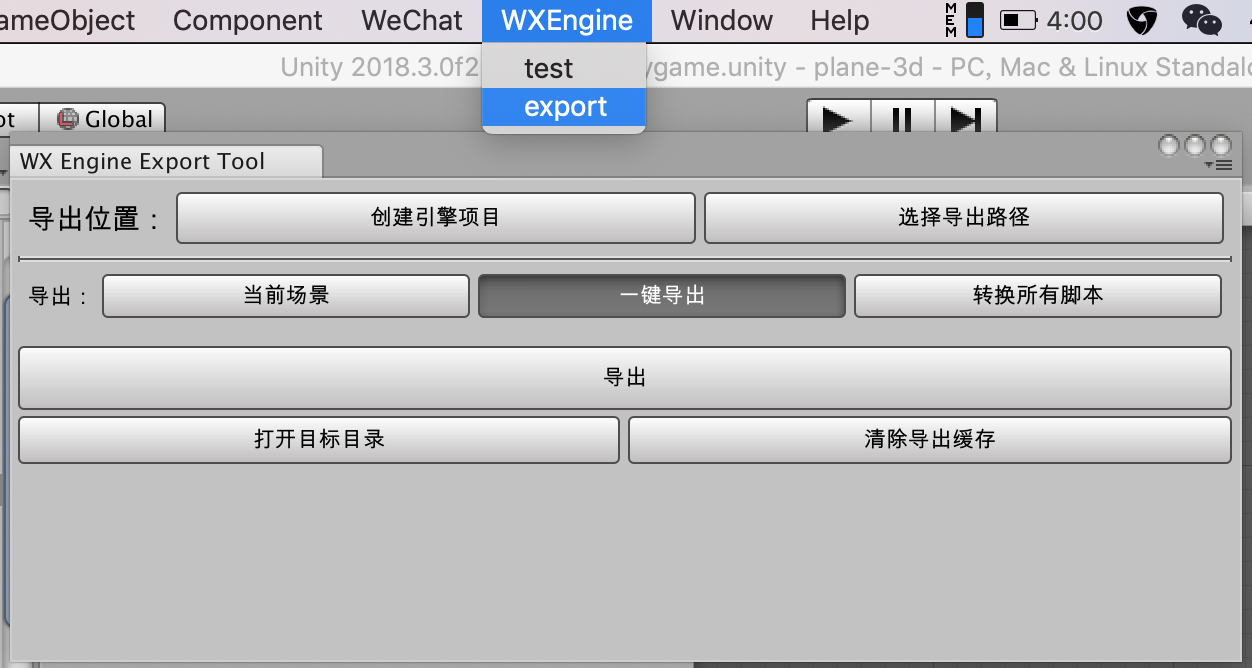 ameObject Component WeChat WXEngine Window Help MEM 4:00
Unity 2018.3.0f2 ygame.unity - plane-3d - PC, Mac & Linux Standalo
test
export
ot Global
WX Engine Export Tool
导出位置： 创建引擎项目 选择导出路径
导出： 当前场景 一键导出 转换所有脚本
导出
打开目标目录 清除导出缓存